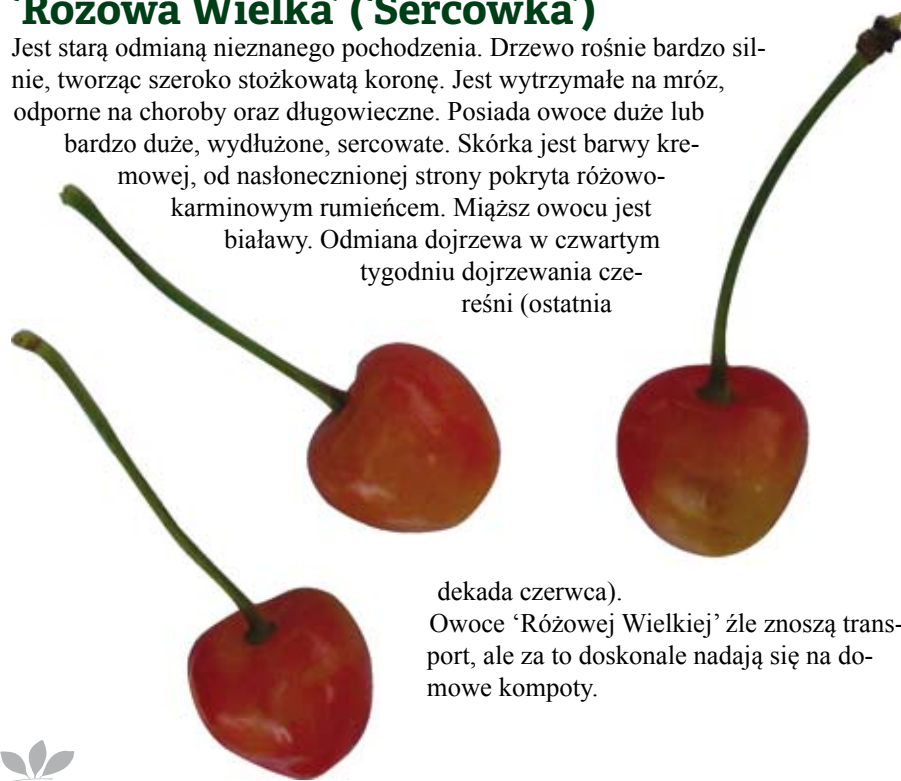 ‘Różowa Wielka’ (‘Sercówka’)
Jest starą odmianą nieznanego pochodzenia. Drzewo rośnie bardzo sil-
nie, tworząc szeroko stożkowatą koronę. Jest wytrzymałe na mróz,
odporne na choroby oraz długowieczne. Posiada owoce duże lub
bardzo duże, wydłużone, sercowate. Skórka jest barwy kre-
mowej, od nasłonecznionej strony pokryta różowo-
karminowym rumieńcem. Miąższ owocu jest
białawy. Odmiana dojrzewa w czwartym
tygodniu dojrzewania cze-
reśni (ostatnia
dekada czerwca).
Owoce ‘Różowej Wielkiej’ źle znoszą trans-
port, ale za to doskonale nadają się na do-
mowe kompoty.